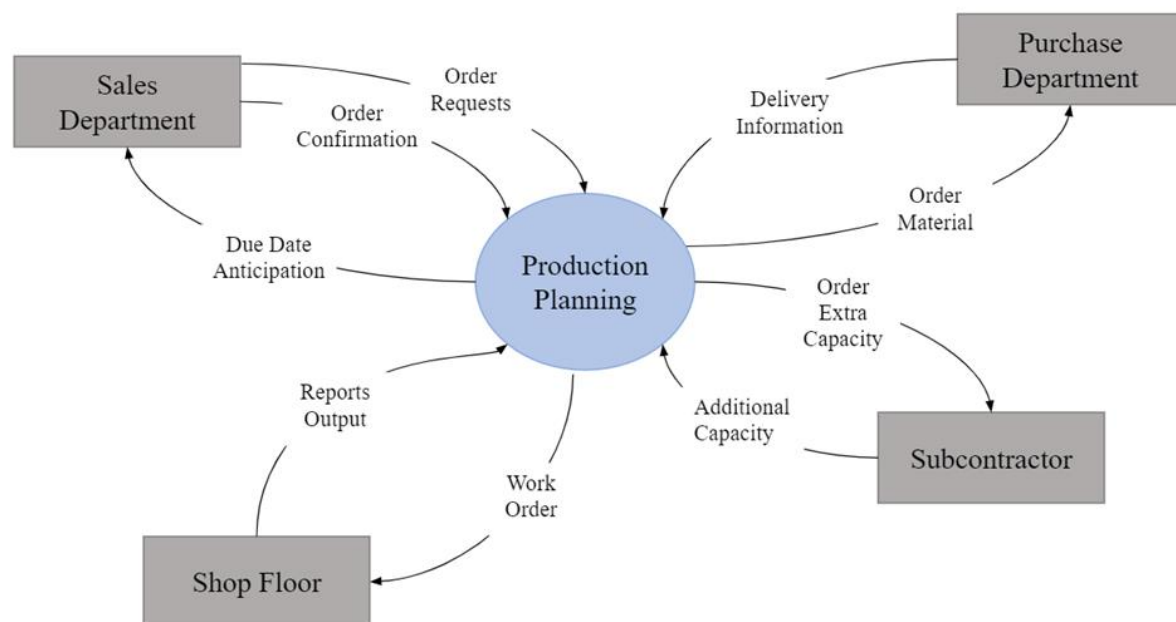 Sales
Department
Order
Requests
Order
Confirmation
Due Date
Anticipation
Purchase
Department
Delivery
Information
Order
Material
Production
Planning
Order
Extra
Capacity
Additional
Capacity
Subcontractor
Reports
Output
Work
Order
Shop Floor